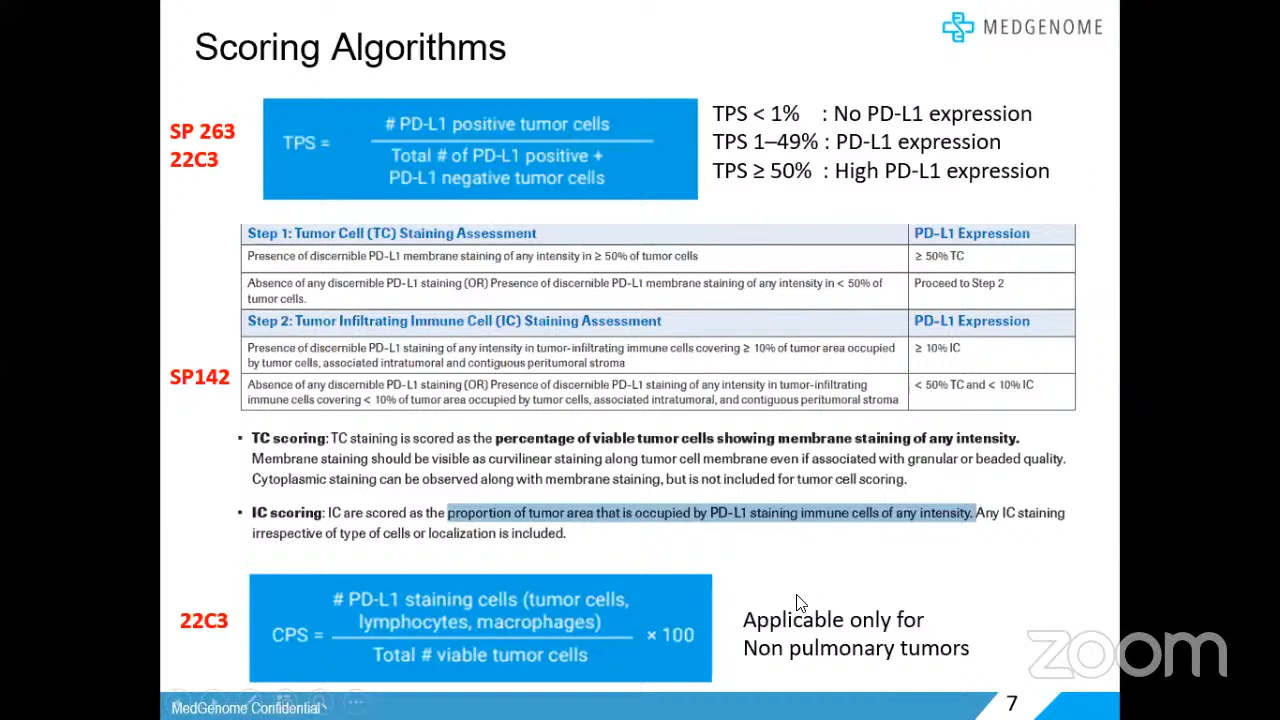 Scoring Algorithms
MEDGENOME
SP 263
22C3
TPS =
# PD-L1 positive tumor cells
Total # of PD-L1 positive +
PD-L1 negative tumor cells
TPS < 1% : No PD-L1 expression
TPS 1–49% : PD-L1 expression
TPS ≥ 50% : High PD-L1 expression
Step 1: Tumor Cell (TC) Staining Assessment
PD-L1 Expression
Presence of discernible PD-L1 membrane staining of any intensity in ≥ 50% of tumor cells
≥ 50% TC
Absence of any discernible PD-L1 staining (OR) Presence of discernible PD-L1 membrane staining of any intensity in < 50% of
tumor cells.
Proceed to Step 2
Step 2: Tumor Infiltrating Immune Cell (IC) Staining Assessment
PD-L1 Expression
Presence of discernible PD-L1 staining of any intensity in tumor-infiltrating immune cells covering ≥ 10% of tumor area occupied
by tumor cells, associated intratumoral and contiguous peritumoral stroma
≥ 10% IC
SP142
Absence of any discernible PD-L1 staining (OR) Presence of discernible PD-L1 staining of any intensity in tumor-infiltrating
immune cells covering < 10% of tumor area occupied by tumor cells, associated intratumoral, and contiguous peritumoral stroma
< 50% TC and < 10% IC
• TC scoring: TC staining is scored as the percentage of viable tumor cells showing membrane staining of any intensity.
Membrane staining should be visible as curvilinear staining along tumor cell membrane even if associated with granular or beaded quality.
Cytoplasmic staining can be observed along with membrane staining, but is not included for tumor cell scoring.
• IC scoring: IC are scored as the proportion of tumor area that is occupied by PD-L1 staining immune cells of any intensity. Any IC staining
irrespective of type of cells or localization is included.
22C3
CPS =
# PD-L1 staining cells (tumor cells,
lymphocytes, macrophages)
Total # viable tumor cells
× 100
Applicable only for
Non pulmonary tumors
zoom
MedGenome Confidential
7